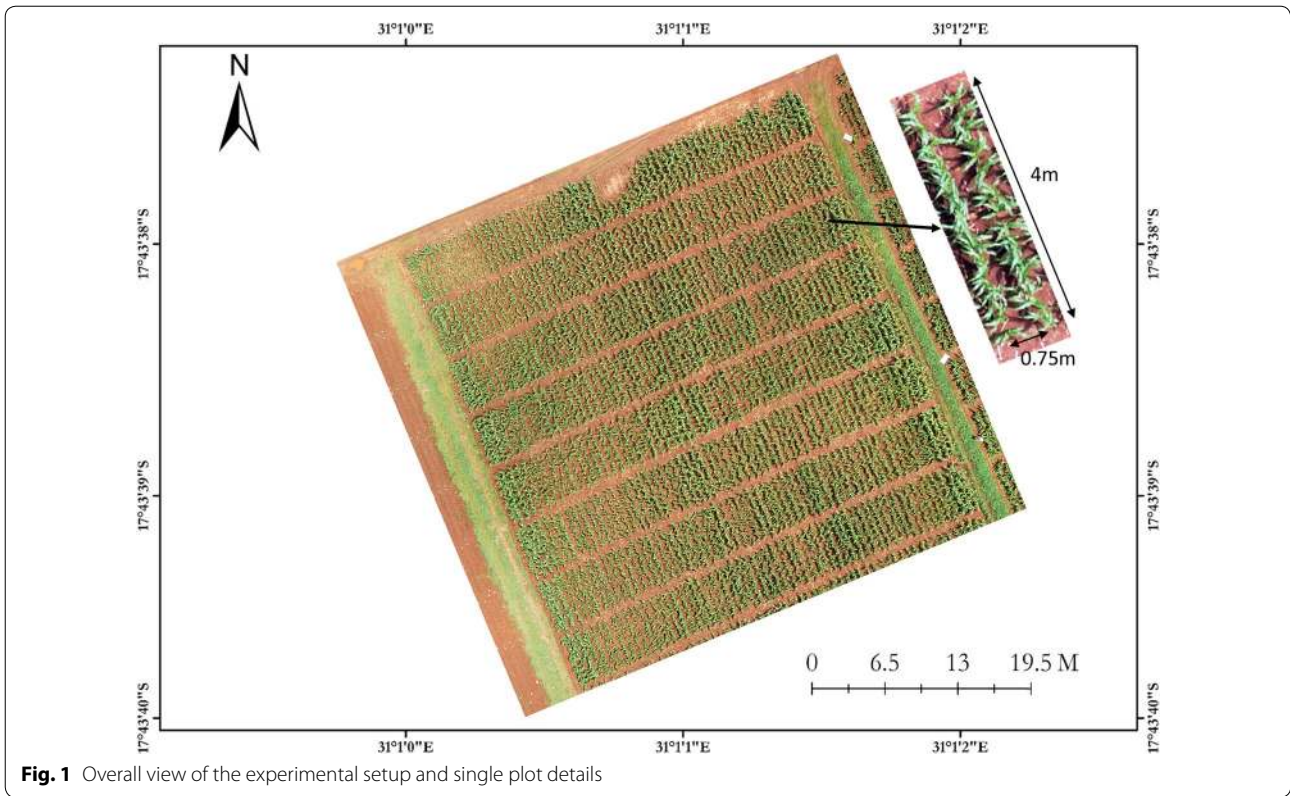 31°1'0"E 31°1'1"E 31°1'2"E
N
4m
17°43'38"S 17°43'38"S
0.75m
17°43'39"S 17°43'39"S
0 6.5 13 19.5 M
17°43'40"S 17°43'40"S
31°1'0"E 31°1'1"E 31°1'2"E
Fig. 1 Overall view of the experimental setup and single plot details